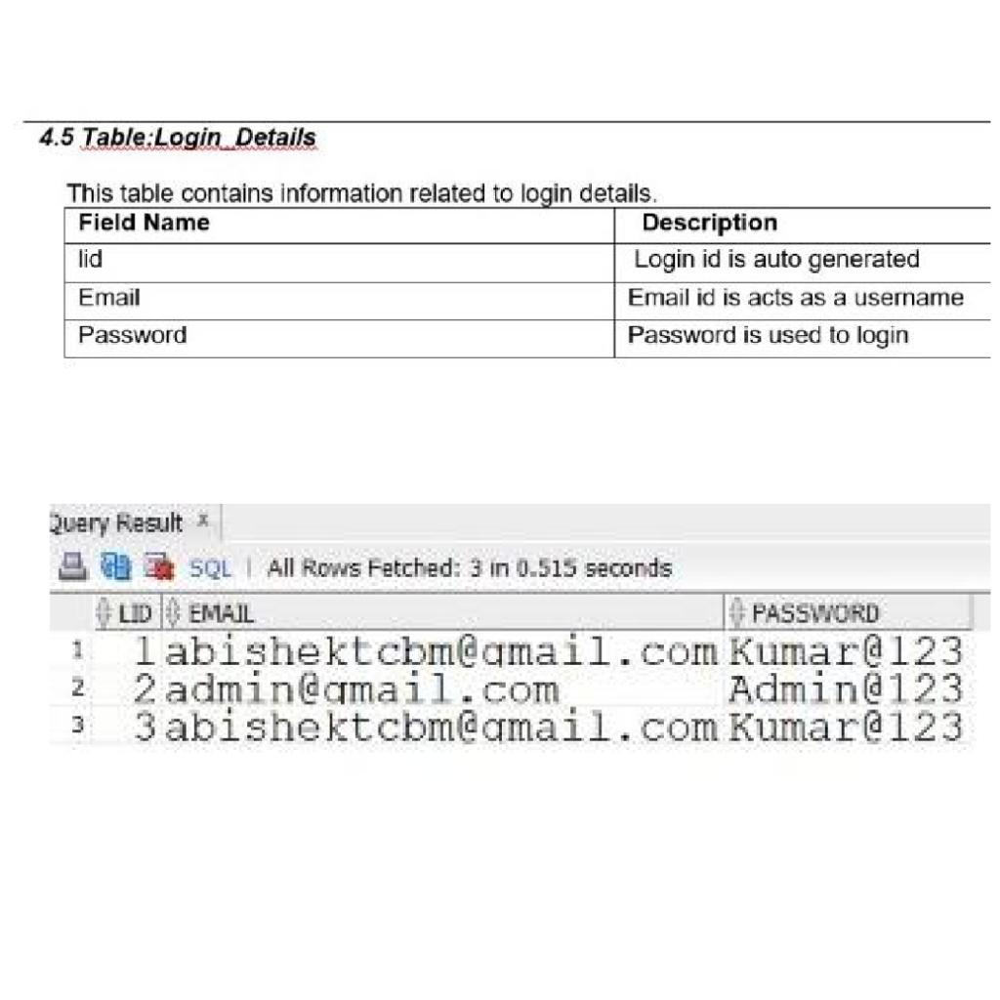 4.5 Table:Login_Details
This table contains information related to login details.
Field Name Description
lid Login id is auto generated
Email Email id is acts as a username
Password Password is used to login
Query Result x
SQL | All Rows Fetched: 3 in 0.515 seconds
LID EMAIL PASSWORD
1 1 abishektcbm@gmail.com Kumar@123
2 2 admin@gmail.com Admin@123
3 3 abishektcbm@gmail.com Kumar@123